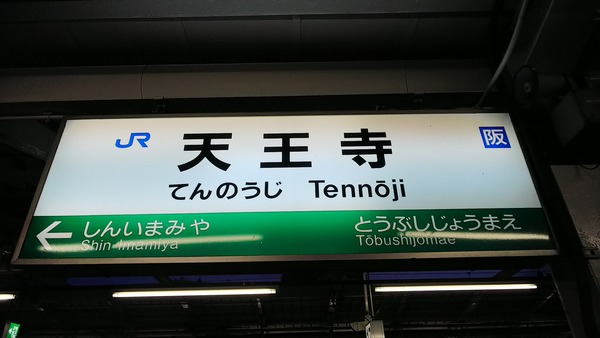 JR 天王寺 阪
てんのうじ Tennōji
しんいまみや とうぶしじょうまえ
Shin-Imamiya Tōbushijōmae